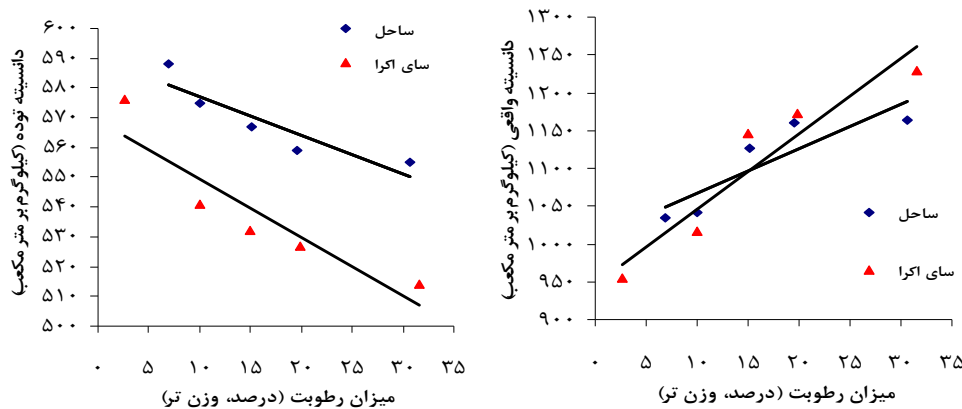 دانسیته توده (کیلوگرم بر متر مکعب)
۶۰۰
۵۹۰
۵۸۰
۵۷۰
۵۶۰
۵۵۰
۵۴۰
۵۳۰
۵۲۰
۵۱۰
۵۰۰
ساحل
سای اکرا
۰ ۵ ۱۰ ۱۵ ۲۰ ۲۵ ۳۰ ۳۵
میزان رطوبت (درصد، وزن تر)
دانسیته واقعی (کیلوگرم بر متر مکعب)
۱۳۰۰
۱۲۵۰
۱۲۰۰
۱۱۵۰
۱۱۰۰
۱۰۵۰
۱۰۰۰
۹۵۰
۹۰۰
ساحل
سای اکرا
۰ ۵ ۱۰ ۱۵ ۲۰ ۲۵ ۳۰ ۳۵
میزان رطوبت (درصد، وزن تر)